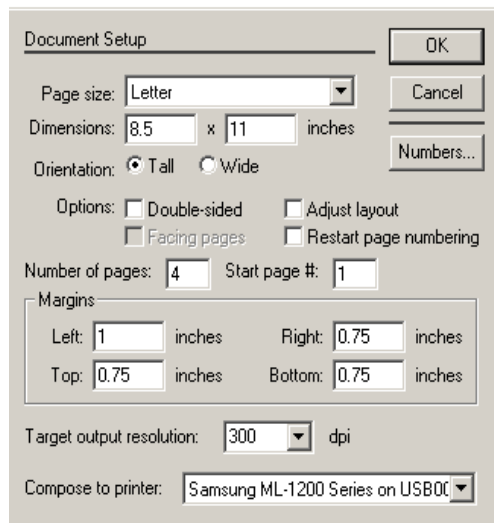 Document Setup
OK
Page size: Letter
Cancel
Dimensions: 8.5 x 11 inches
Numbers...
Orientation: Tall Wide
Options: Double-sided Adjust layout
Facing pages Restart page numbering
Number of pages: 4 Start page #: 1
Margins
Left: 1 inches Right: 0.75 inches
Top: 0.75 inches Bottom: 0.75 inches
Target output resolution: 300 dpi
Compose to printer: Samsung ML-1200 Series on